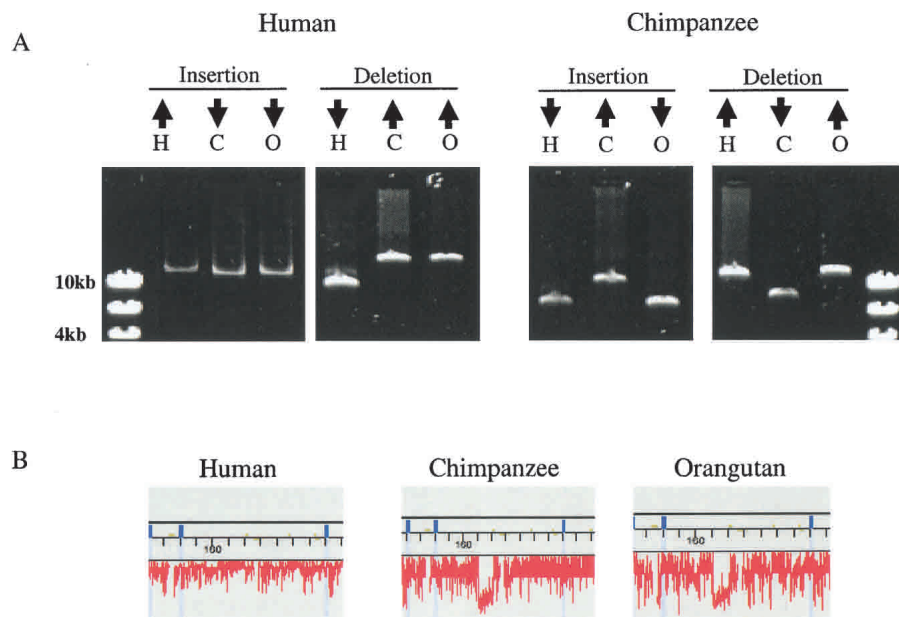 A
Human
Chimpanzee
Insertion
Deletion
Insertion
Deletion
H C O
H C O
H C O
H C O
10kb
4kb
B
Human
Chimpanzee
Orangutan
100
100
100